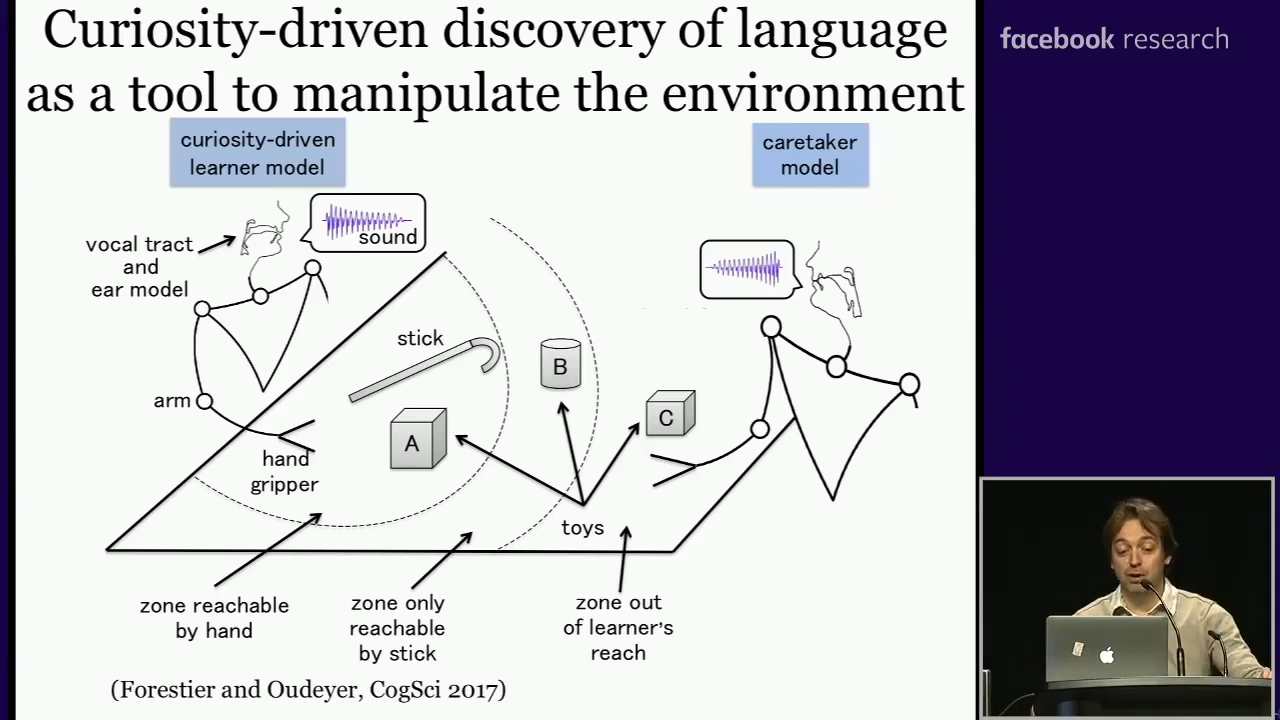 Curiosity-driven discovery of language
as a tool to manipulate the environment
facebook research
curiosity-driven
learner model
caretaker
model
sound
vocal tract
and
ear model
stick
B
arm
A
C
hand
gripper
toys
zone reachable
by hand
zone only
reachable
by stick
zone out
of learner's
reach
(Forestier and Oudeyer, CogSci 2017)